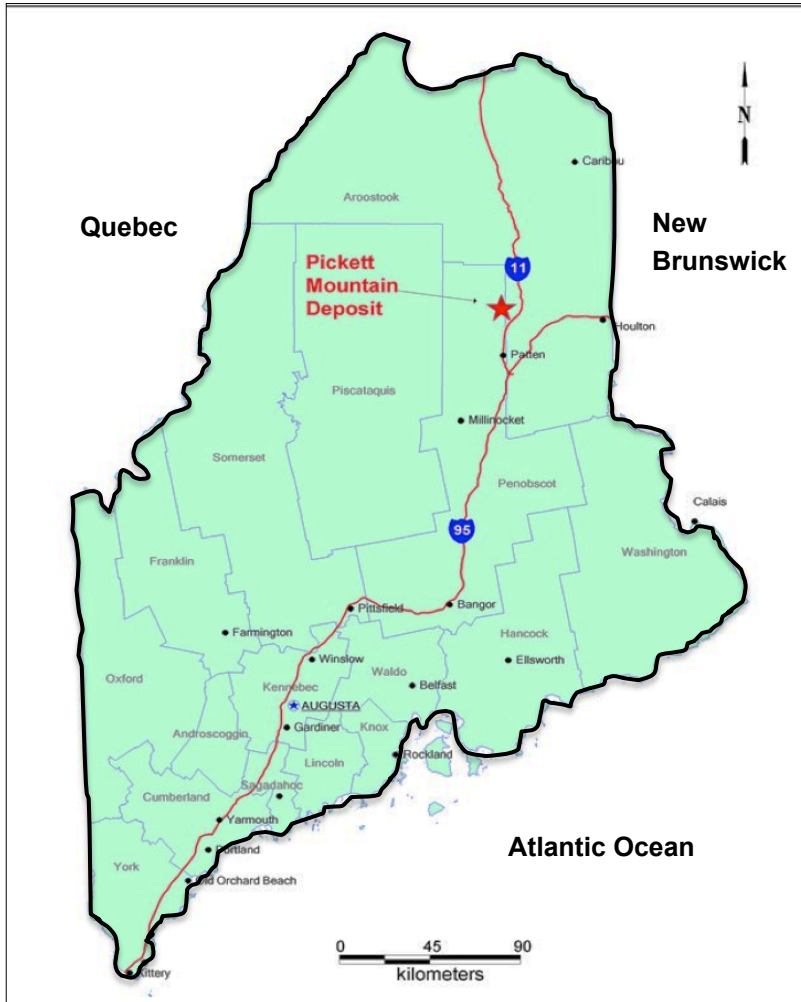 N
Caribou
Aroostook
Quebec
New
Brunswick
Pickett
Mountain
Deposit
11
Houlton
Patten
Piscataquis
Millinocket
Somerset
Penobscot
Calais
95
Washington
Franklin
Pittsfield
Bangor
Farmington
Hancock
Winslow
Ellsworth
Waldo
Oxford
Kennebec
Belfast
AUGUSTA
Gardiner
Knox
Androscoggin
Rockland
Lincoln
Sagadahoc
Cumberland
Yarmouth
Atlantic Ocean
Portland
York
Old Orchard Beach
0 45 90
kilometers
Kittery